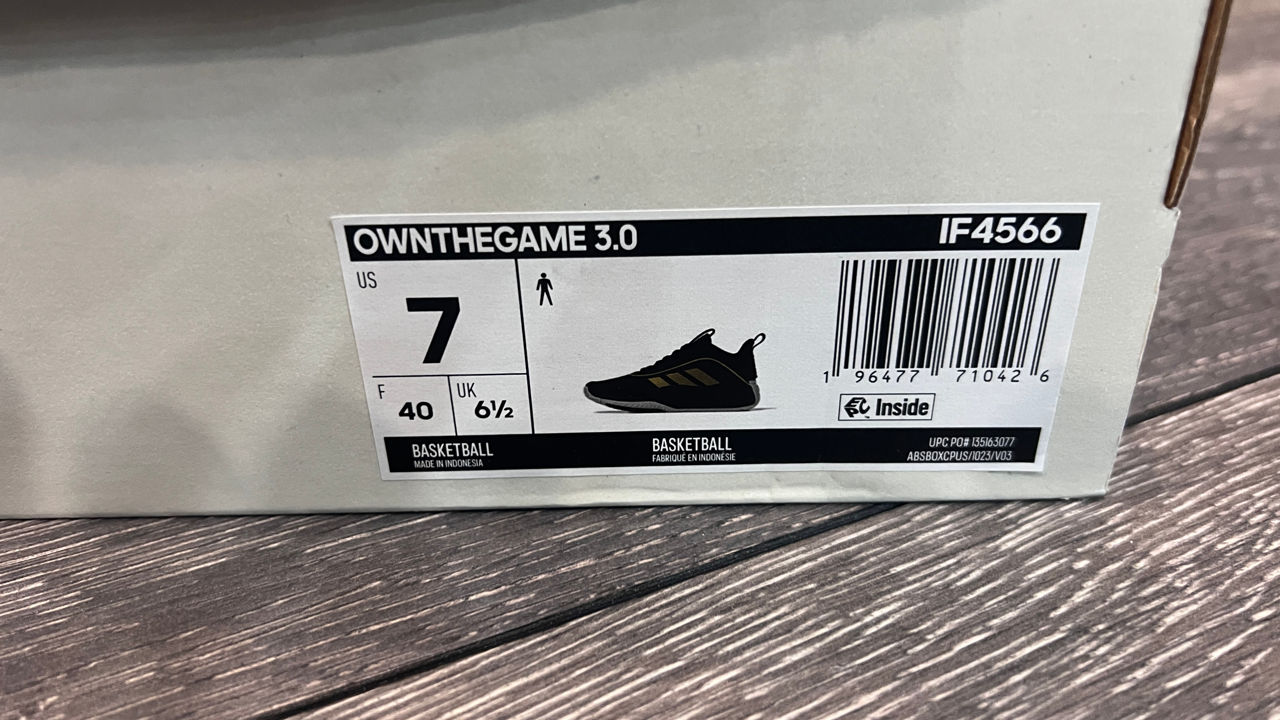 OWNTHEGAME 3.0
IF4566
US
7
F
40
UK
6½
1 96477 71042 6
EPC Inside
BASKETBALL
MADE IN INDONESIA
BASKETBALL
FABRIQUÉ EN INDONÉSIE
UPC PO# 135163077
ABSBOXCPUS/1023/V03